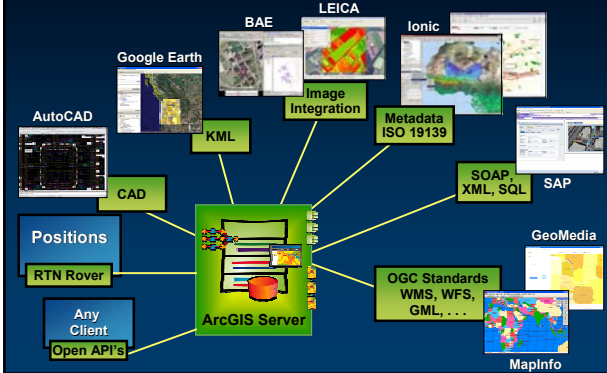 BAE
LEICA
Ionic
Google Earth
AutoCAD
Image
Integration
Metadata
ISO 19139
KML
SOAP,
XML, SQL
SAP
CAD
Positions
RTN Rover
GeoMedia
OGC Standards
WMS, WFS,
GML, . . .
ArcGIS Server
Any
Client
Open API's
MapInfo